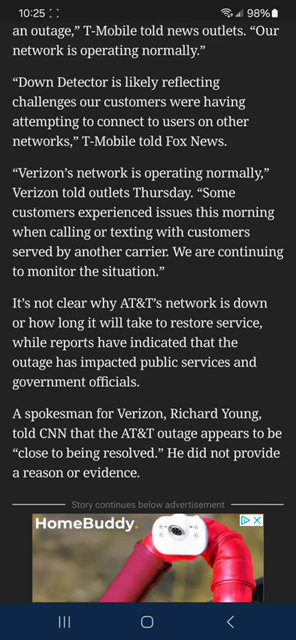 10:25 98%
an outage,” T-Mobile told news outlets. “Our
network is operating normally.”
“Down Detector is likely reflecting
challenges our customers were having
attempting to connect to users on other
networks,” T-Mobile told Fox News.
“Verizon’s network is operating normally,”
Verizon told outlets Thursday. “Some
customers experienced issues this morning
when calling or texting with customers
served by another carrier. We are continuing
to monitor the situation.”
It’s not clear why AT&T’s network is down
or how long it will take to restore service,
while reports have indicated that the
outage has impacted public services and
government officials.
A spokesman for Verizon, Richard Young,
told CNN that the AT&T outage appears to be
“close to being resolved.” He did not provide
a reason or evidence.
Story continues below advertisement
HomeBuddy.